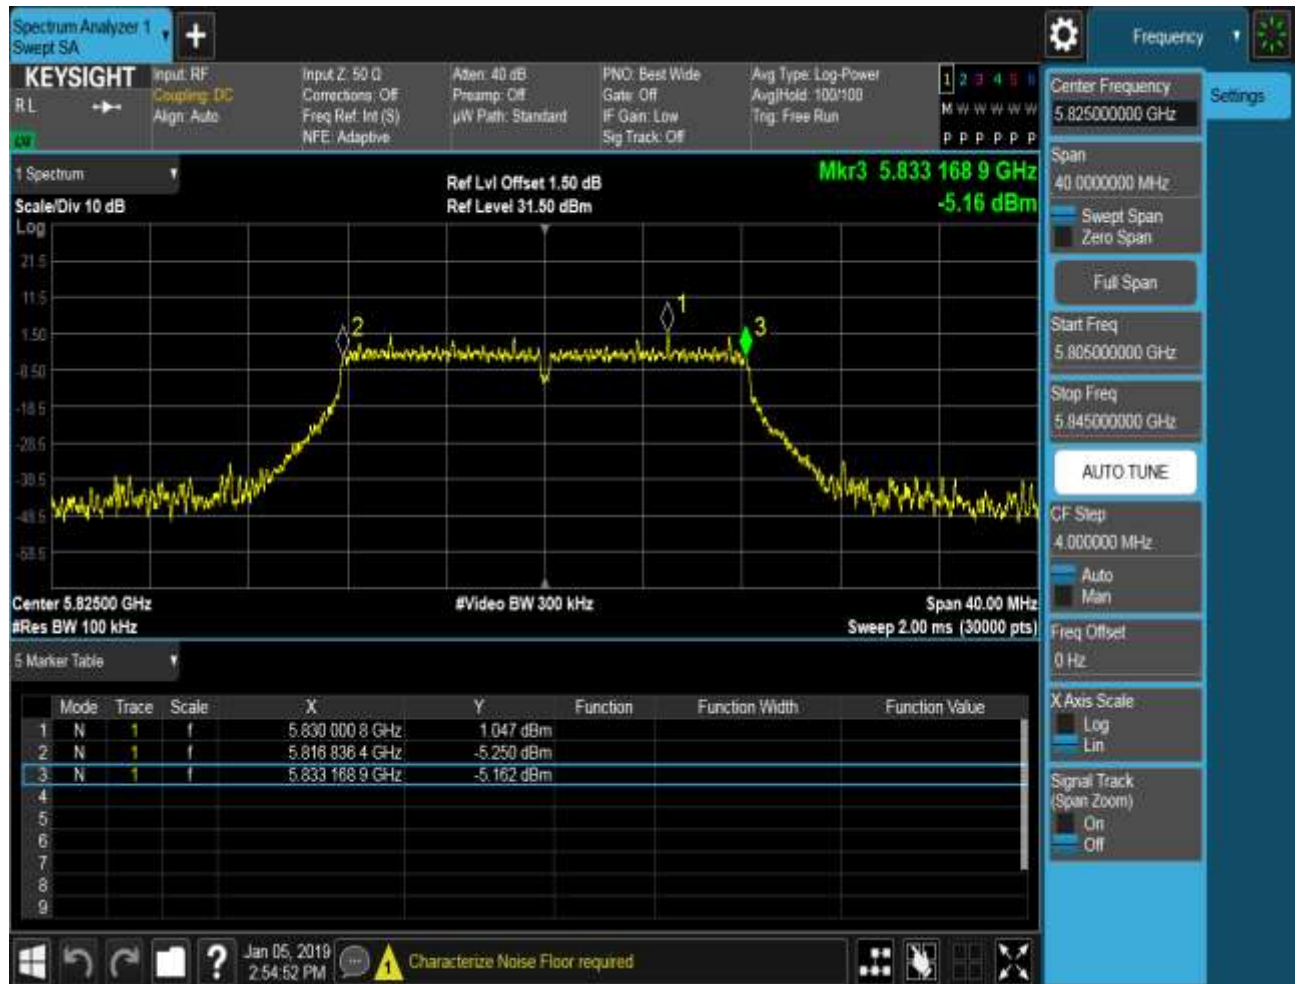 Spectrum Analyzer 1
Swept SA
+
Frequency
KEYSIGHT
RL
Input: RF
Coupling: DC
Align: Auto
Input Z: 50 Ω
Corrections: Off
Freq Ref: Int (S)
NFE: Adaptive
Atten: 40 dB
Preamp: Off
µW Path: Standard
PNO: Best Wide
Gate: Off
IF Gain: Low
Sig Track: Off
Avg Type: Log-Power
Avg|Hold: 100/100
Trig: Free Run
1 2 3 4 5 6
M W W W W W
P P P P P P
1 Spectrum
Scale/Div 10 dB
Log
Ref Lvl Offset 1.50 dB
Ref Level 31.50 dBm
Mkr3 5.833 168 9 GHz
-5.16 dBm
21.5
11.5
1.50
-8.50
-18.5
-28.5
-38.5
-48.5
-58.5
2
1
3
Center 5.82500 GHz
#Res BW 100 kHz
#Video BW 300 kHz
Span 40.00 MHz
Sweep 2.00 ms (30000 pts)
5 Marker Table
Mode Trace Scale X Y Function Function Width Function Value
1 N 1 f 5.830 000 8 GHz 1.047 dBm
2 N 1 f 5.816 836 4 GHz -5.250 dBm
3 N 1 f 5.833 168 9 GHz -5.162 dBm
4
5
6
7
8
9
Center Frequency
5.825000000 GHz
Settings
Span
40.0000000 MHz
Swept Span
Zero Span
Full Span
Start Freq
5.805000000 GHz
Stop Freq
5.845000000 GHz
AUTO TUNE
CF Step
4.000000 MHz
Auto
Man
Freq Offset
0 Hz
X Axis Scale
Log
Lin
Signal Track
(Span Zoom)
On
Off
?
Jan 05, 2019
2:54:52 PM
1
Characterize Noise Floor required